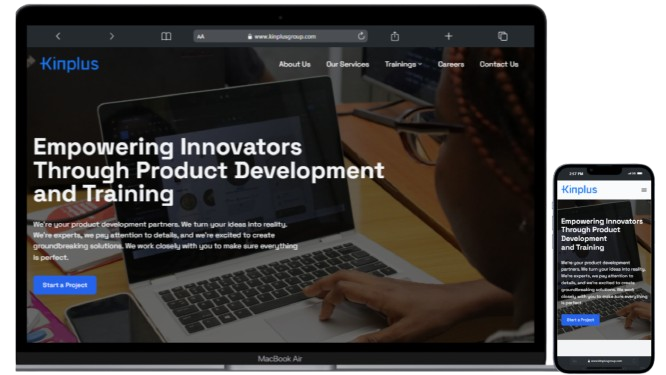 AA
www.kinplusgroup.com
Kinplus
About Us
Our Services
Trainings
Careers
Contact Us
Empowering Innovators
Through Product Development
and Training
We're your product development partners. We turn your ideas into reality.
We're experts, we pay attention to details, and we're excited to create
groundbreaking solutions. We work closely with you to make sure everything
is perfect.
Start a Project
MacBook Air
2:57 PM
Kinplus
Empowering Innovators
Through Product
Development
and Training
We're your product development
partners. We turn your ideas into reality.
We're experts, we pay attention to
details, and we're excited to create
groundbreaking solutions. We work
closely with you to make sure everything
is perfect.
Start a Project
www.kinplusgroup.com